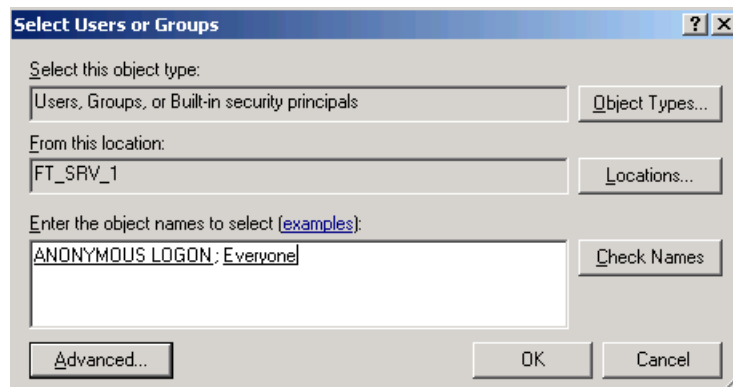 Select Users or Groups
Select this object type:
Users, Groups, or Built-in security principals
Object Types...
From this location:
FT_SRV_1
Locations...
Enter the object names to select (examples):
ANONYMOUS LOGON; Everyone
Check Names
Advanced...
OK
Cancel